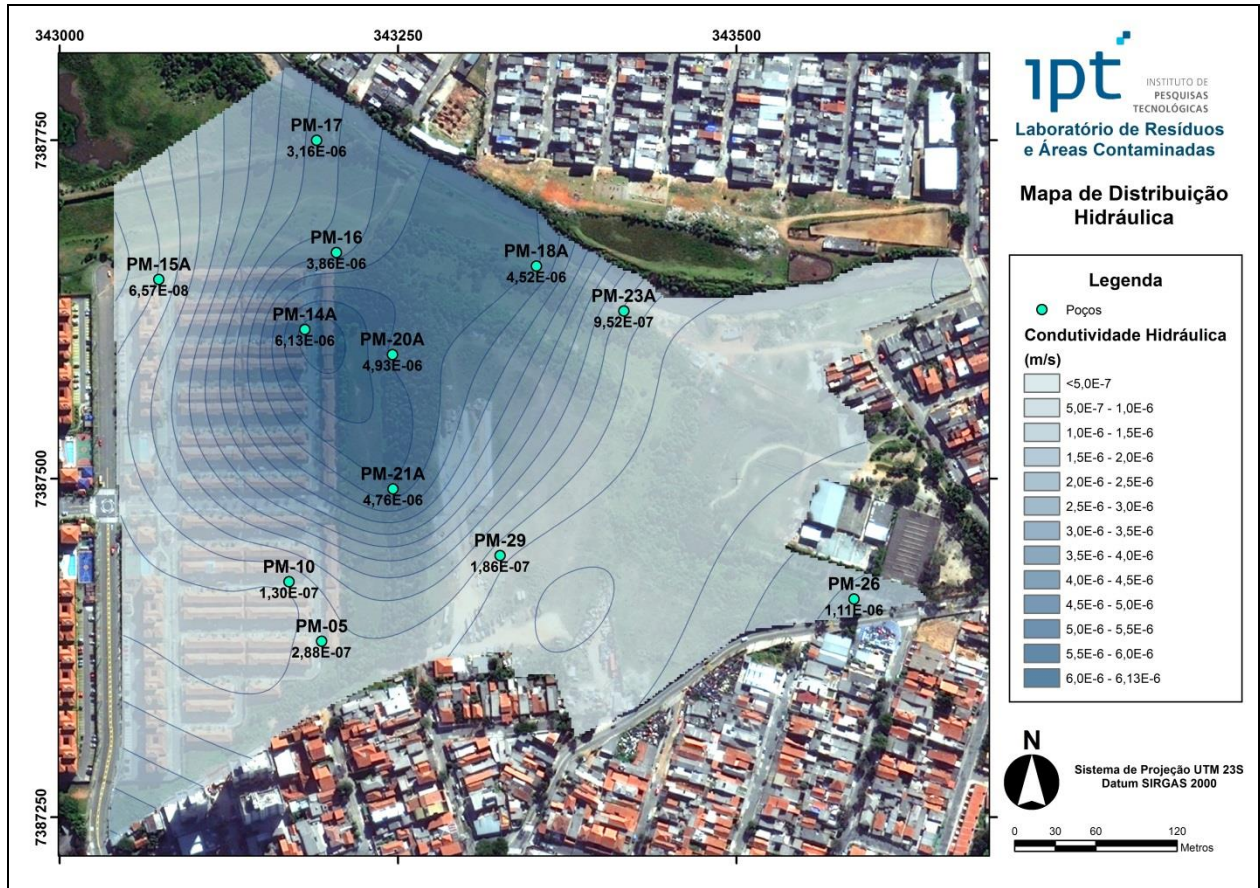 343000
343250
343500
7387750
7387500
7387250
PM-17
3,16E-06
PM-16
3,86E-06
PM-18A
4,52E-06
PM-15A
6,57E-08
PM-23A
9,52E-07
PM-14A
6,13E-06
PM-20A
4,93E-06
PM-21A
4,76E-06
PM-29
1,86E-07
PM-10
1,30E-07
PM-26
1,11E-06
PM-05
2,88E-07
ipt
INSTITUTO DE
PESQUISAS
TECNOLÓGICAS
Laboratório de Resíduos
e Áreas Contaminadas
Mapa de Distribuição
Hidráulica
Legenda
Poços
Condutividade Hidráulica
(m/s)
<5,0E-7
5,0E-7 - 1,0E-6
1,0E-6 - 1,5E-6
1,5E-6 - 2,0E-6
2,0E-6 - 2,5E-6
2,5E-6 - 3,0E-6
3,0E-6 - 3,5E-6
3,5E-6 - 4,0E-6
4,0E-6 - 4,5E-6
4,5E-6 - 5,0E-6
5,0E-6 - 5,5E-6
5,5E-6 - 6,0E-6
6,0E-6 - 6,13E-6
N
Sistema de Projeção UTM 23S
Datum SIRGAS 2000
0 30 60 120
Metros